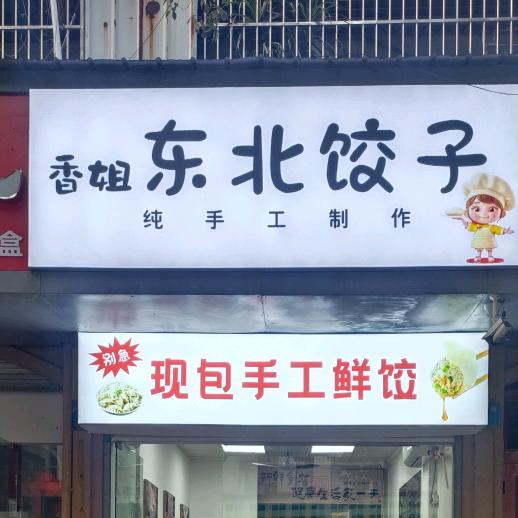 香姐东北饺子
纯手工制作
别急
现包手工鲜饺